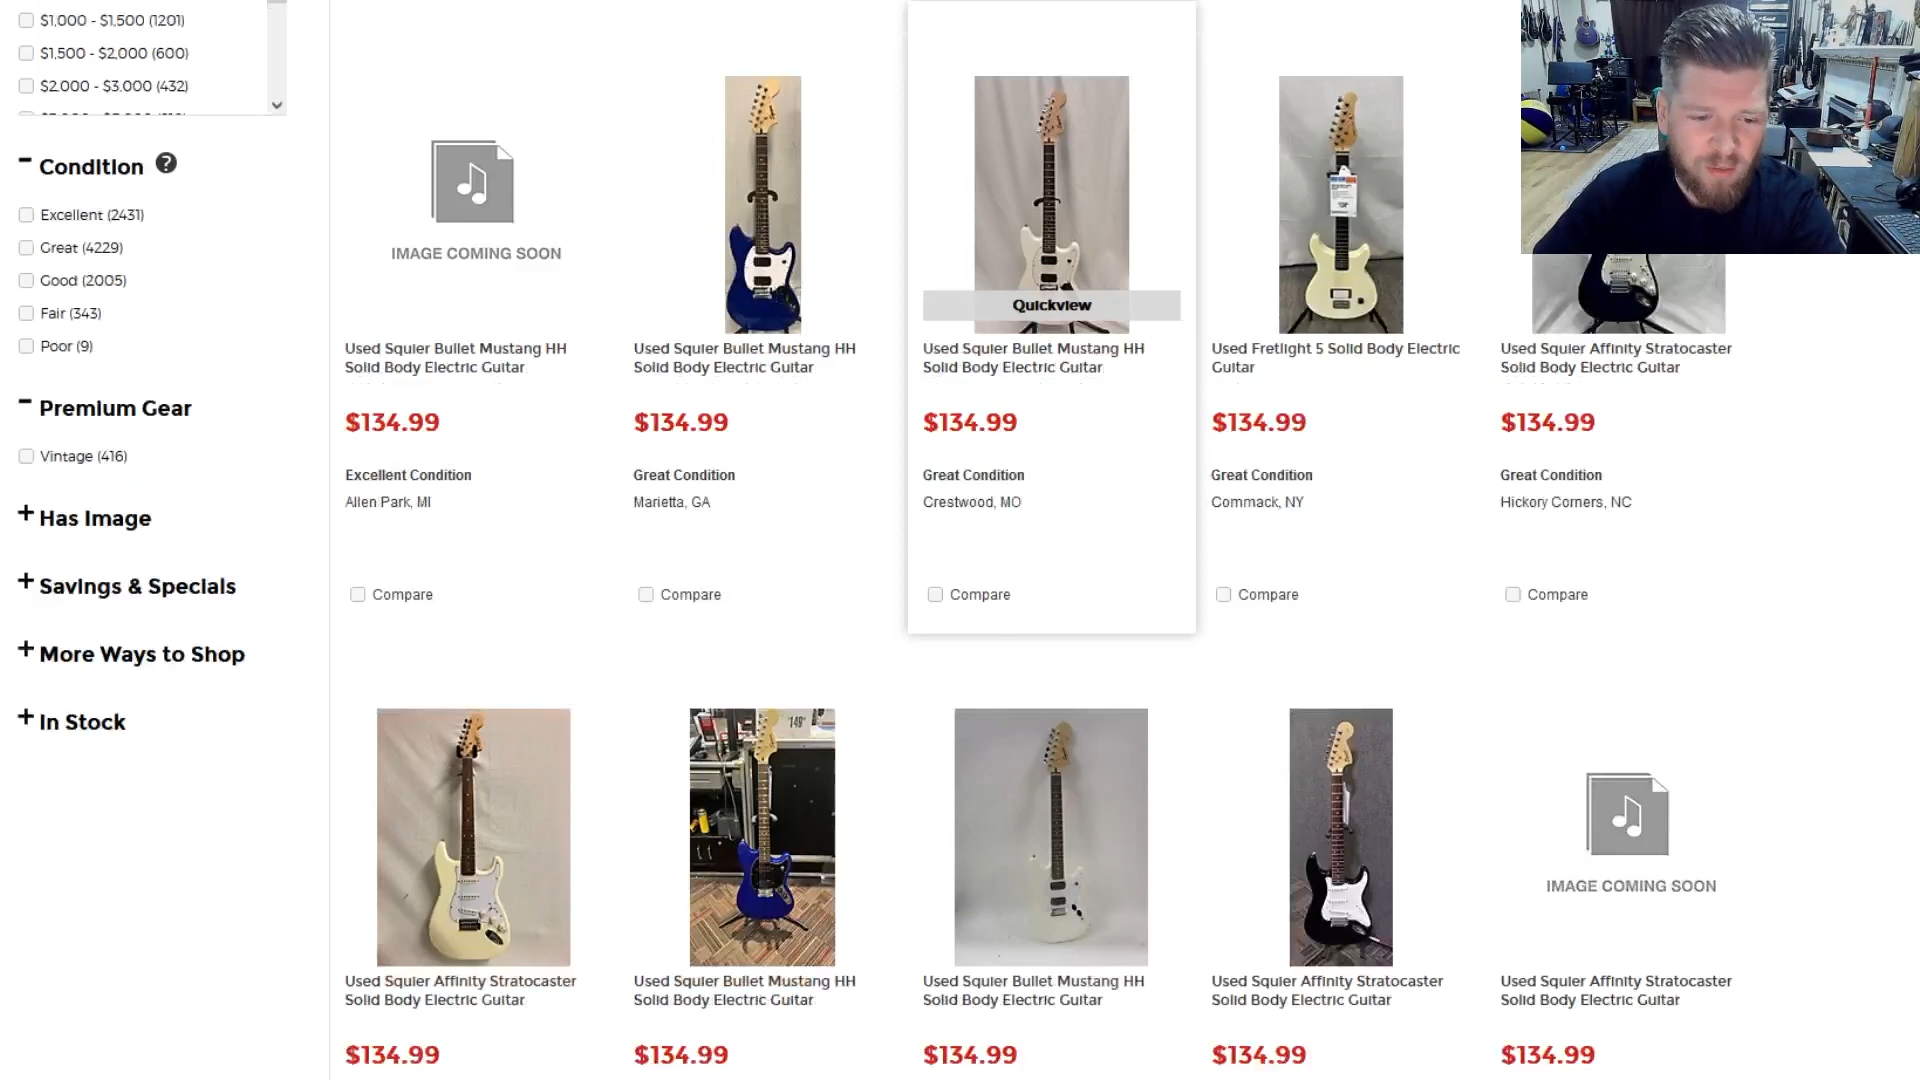 $1,000 - $1,500 (1201)
$1,500 - $2,000 (600)
$2,000 - $3,000 (432)
Condition
Excellent (2431)
Great (4229)
Good (2005)
Fair (343)
Poor (9)
Premium Gear
Vintage (416)
Has Image
Savings & Specials
More Ways to Shop
In Stock
IMAGE COMING SOON
Used Squier Bullet Mustang HH
Solid Body Electric Guitar
$134.99
Excellent Condition
Allen Park, MI
Compare
Used Squier Bullet Mustang HH
Solid Body Electric Guitar
$134.99
Great Condition
Marietta, GA
Compare
Quickview
Used Squier Bullet Mustang HH
Solid Body Electric Guitar
$134.99
Great Condition
Crestwood, MO
Compare
Used Fretlight 5 Solid Body Electric
Guitar
$134.99
Great Condition
Commack, NY
Compare
Used Squier Affinity Stratocaster
Solid Body Electric Guitar
$134.99
Great Condition
Hickory Corners, NC
Compare
Used Squier Affinity Stratocaster
Solid Body Electric Guitar
$134.99
Used Squier Bullet Mustang HH
Solid Body Electric Guitar
$134.99
Used Squier Bullet Mustang HH
Solid Body Electric Guitar
$134.99
Used Squier Affinity Stratocaster
Solid Body Electric Guitar
$134.99
IMAGE COMING SOON
Used Squier Affinity Stratocaster
Solid Body Electric Guitar
$134.99